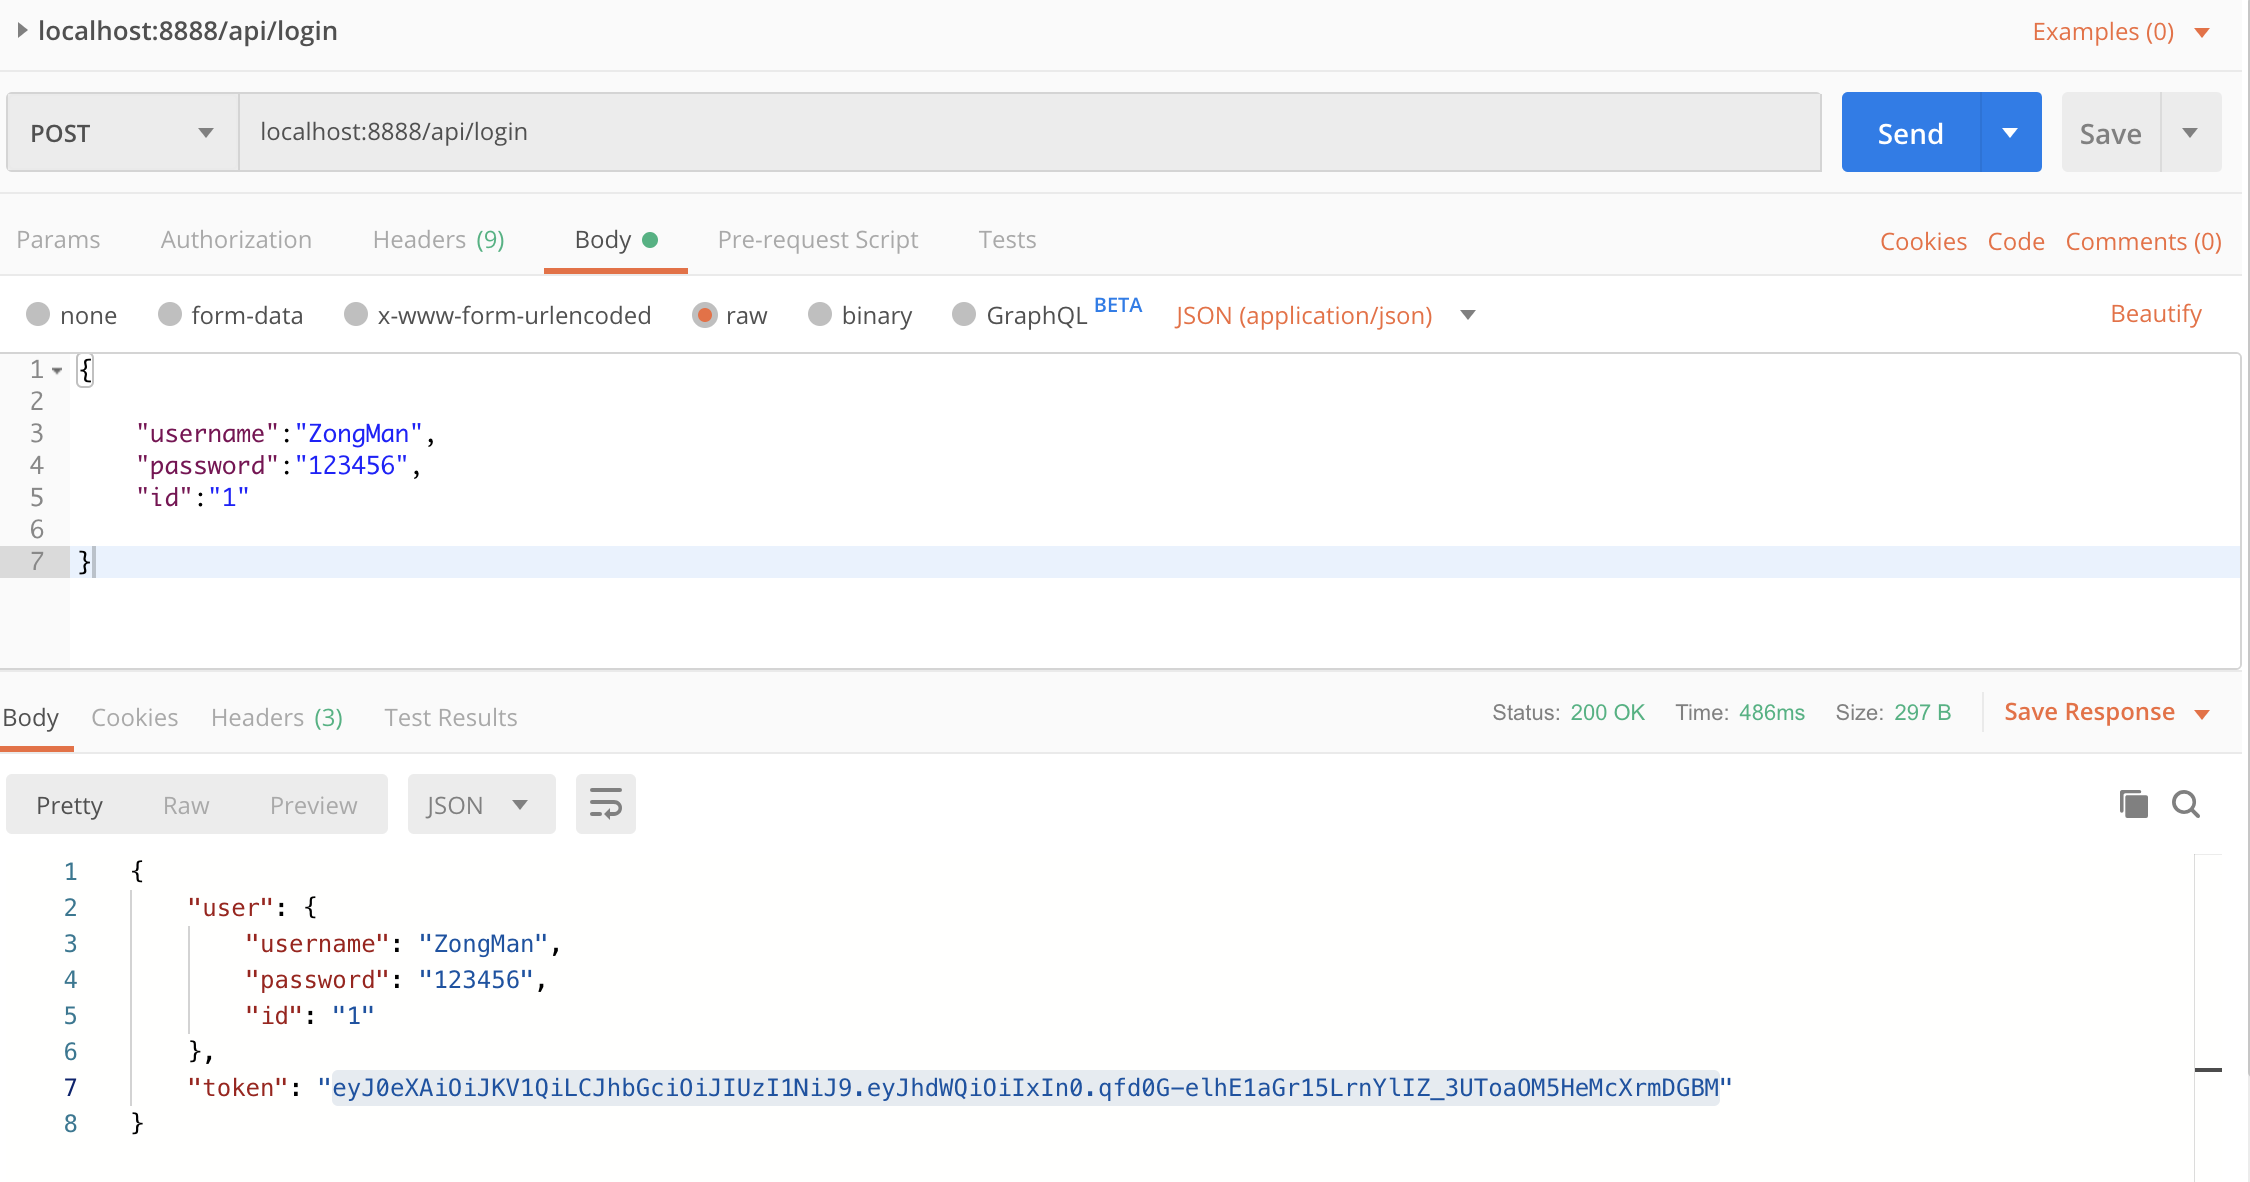 localhost:8888/api/login
Examples (0)
POST
localhost:8888/api/login
Send
Save
Params Authorization Headers (9) Body Pre-request Script Tests
Cookies Code Comments (0)
none form-data x-www-form-urlencoded raw binary GraphQL BETA JSON (application/json)
Beautify
1 {
2
3 "username":"ZongMan",
4 "password":"123456",
5 "id":"1"
6
7 }
Body Cookies Headers (3) Test Results
Status: 200 OK Time: 486ms Size: 297 B
Save Response
Pretty Raw Preview JSON
1 {
2 "user": {
3 "username": "ZongMan",
4 "password": "123456",
5 "id": "1"
6 },
7 "token": "eyJ0eXAiOiJKV1QiLCJhbGciOiJIUzI1NiJ9.eyJhdWQiOiIxIn0.qfd0G-elhE1aGr15LrnYlIZ_3UToaOM5HeMcXrmDGBM"
8 }